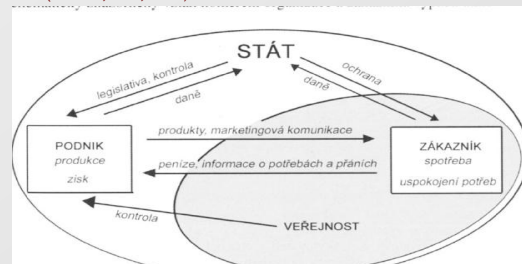 STÁT
legislativa, kontrola
daně
ochrana
daně
PODNIK
produkce
zisk
produkty, marketingová komunikace
peníze, informace o potřebách a přáních
ZÁKAZNÍK
spotřeba
uspokojení potřeb
kontrola
VEŘEJNOST